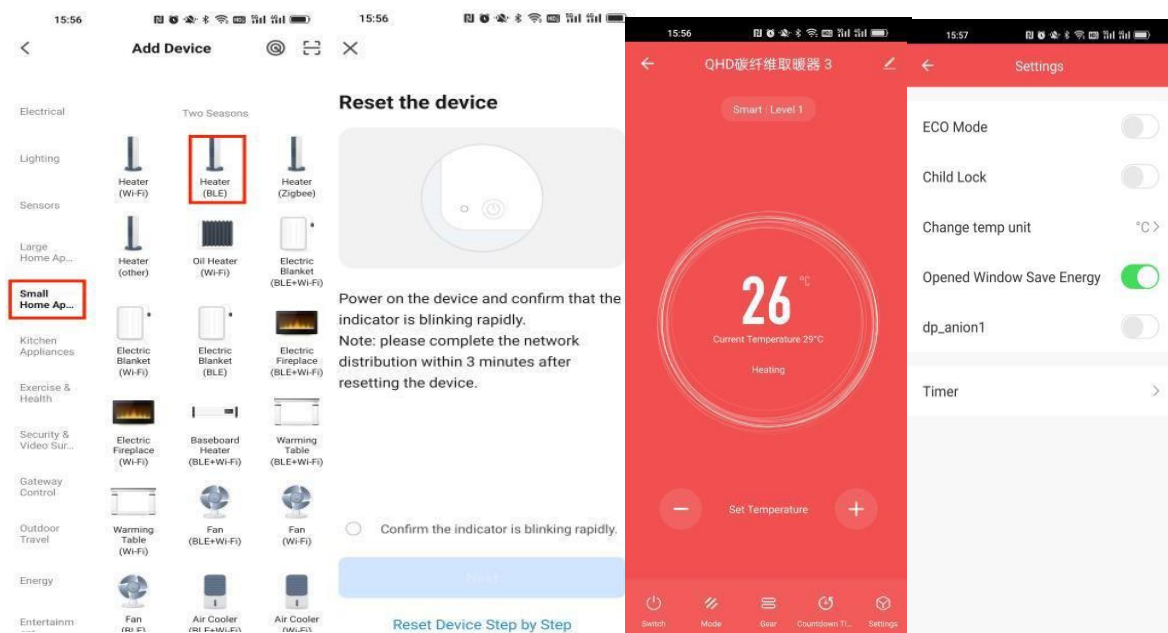 15:56
Add Device
Electrical
Lighting
Sensors
Large
Home Ap...
Small
Home Ap...
Kitchen
Appliances
Exercise &
Health
Security &
Video Sur...
Gateway
Control
Outdoor
Travel
Energy
Entertainm
Two Seasons
Heater
(Wi-Fi)
Heater
(BLE)
Heater
(Zigbee)
Heater
(other)
Oil Heater
(Wi-Fi)
Electric
Blanket
(BLE+Wi-Fi)
Electric
Blanket
(Wi-Fi)
Electric
Blanket
(BLE)
Electric
Fireplace
(BLE+Wi-Fi)
Electric
Fireplace
(Wi-Fi)
Baseboard
Heater
(BLE+Wi-Fi)
Warming
Table
(BLE+Wi-Fi)
Warming
Table
(Wi-Fi)
Fan
(BLE+Wi-Fi)
Fan
(Wi-Fi)
Fan
(BLE)
Air Cooler
(BLE+Wi-Fi)
Air Cooler
(Wi-Fi)
15:56
Reset the device
Power on the device and confirm that the
indicator is blinking rapidly.
Note: please complete the network
distribution within 3 minutes after
resetting the device.
Confirm the indicator is blinking rapidly.
Next
Reset Device Step by Step
15:56
QHD碳纤维取暖器 3
Smart | Level 1
26 °C
Current Temperature 29°C
Heating
Set Temperature
Switch
Mode
Gear
Countdown Ti...
Settings
15:57
Settings
ECO Mode
Child Lock
Change temp unit
°C
Opened Window Save Energy
dp_anion1
Timer